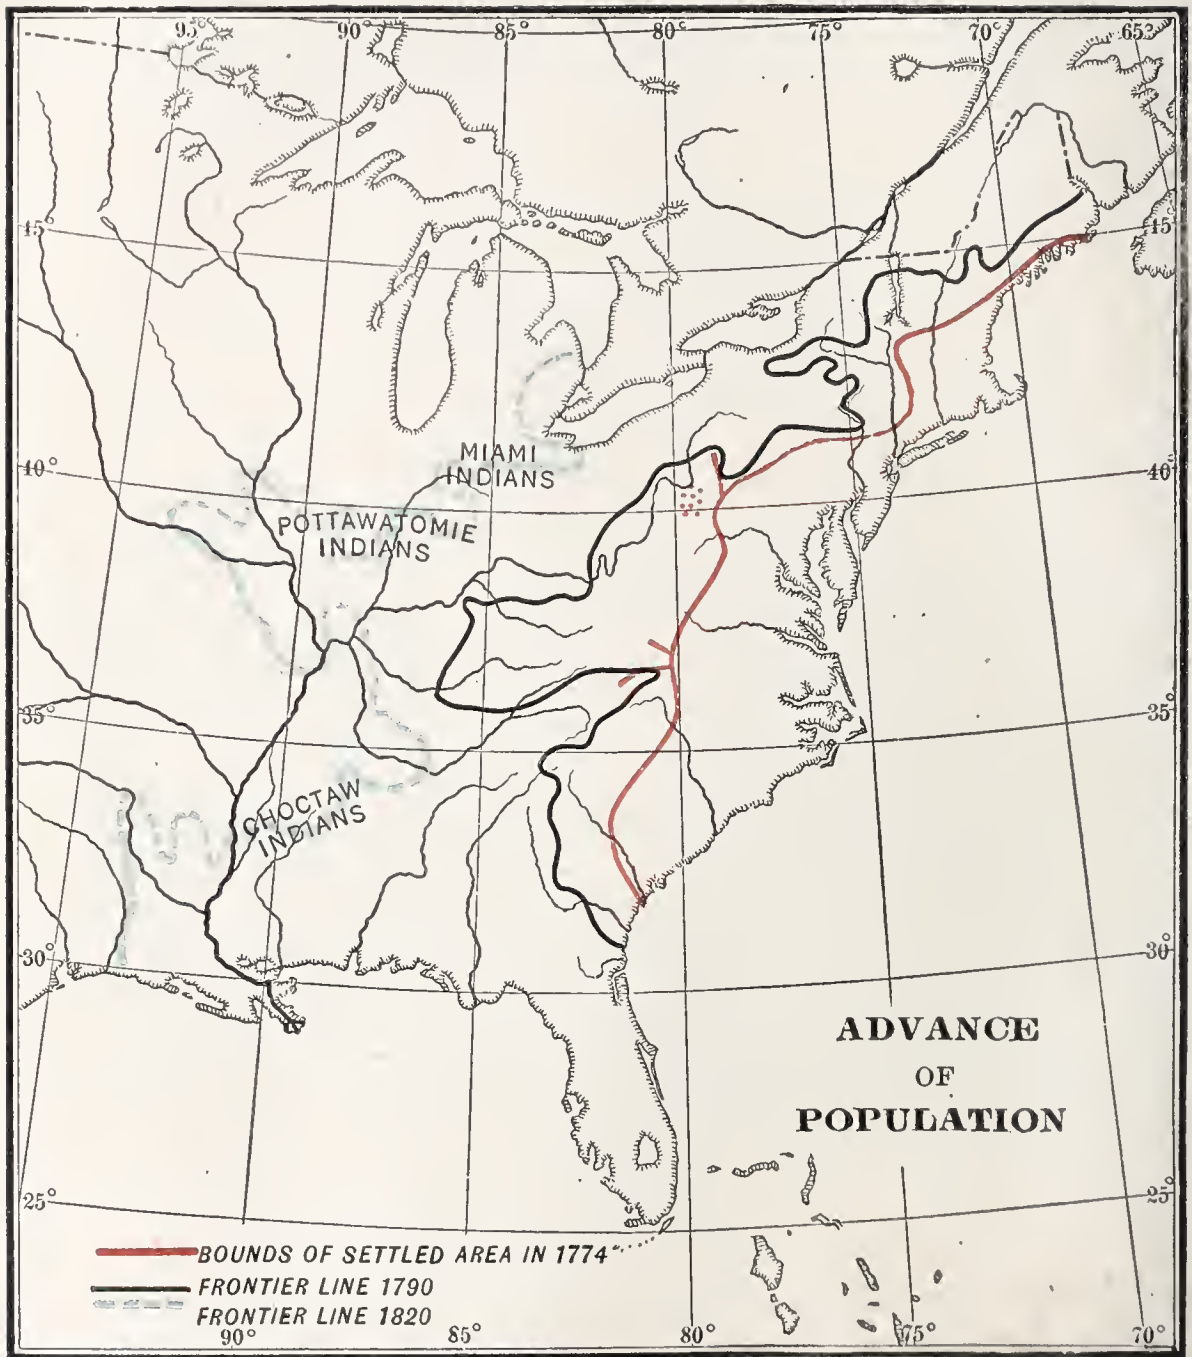 95° 90° 85° 80° 75° 70° 65°
45° 45°
MIAMI
INDIANS
40° 40°
POTTAWATOMIE
INDIANS
35° 35°
CHOCTAW
INDIANS
30° 30°
ADVANCE
OF
POPULATION
25° 25°
BOUNDS OF SETTLED AREA IN 1774
FRONTIER LINE 1790
FRONTIER LINE 1820
90° 85° 80° 75° 70°